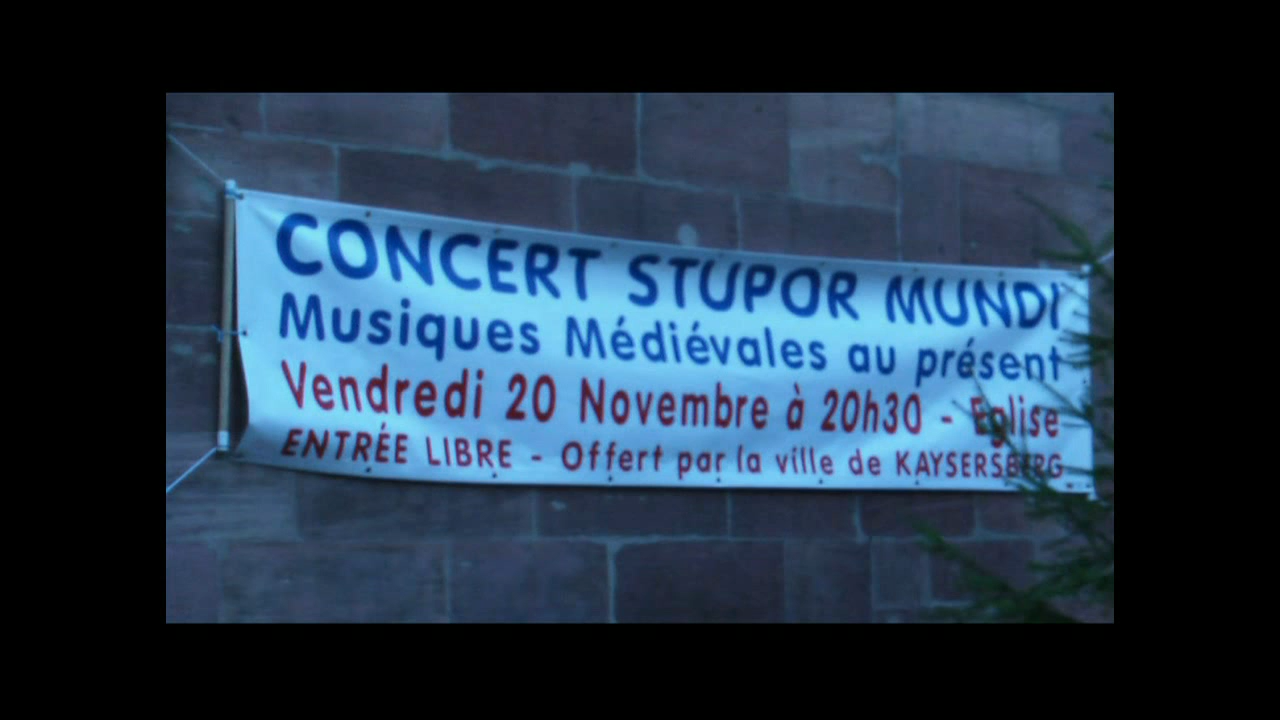 CONCERT STUPOR MUNDI
Musiques Médiévales au présent
Vendredi 20 Novembre à 20h30 - Eglise
ENTRÉE LIBRE - Offert par la ville de KAYSERSBERG